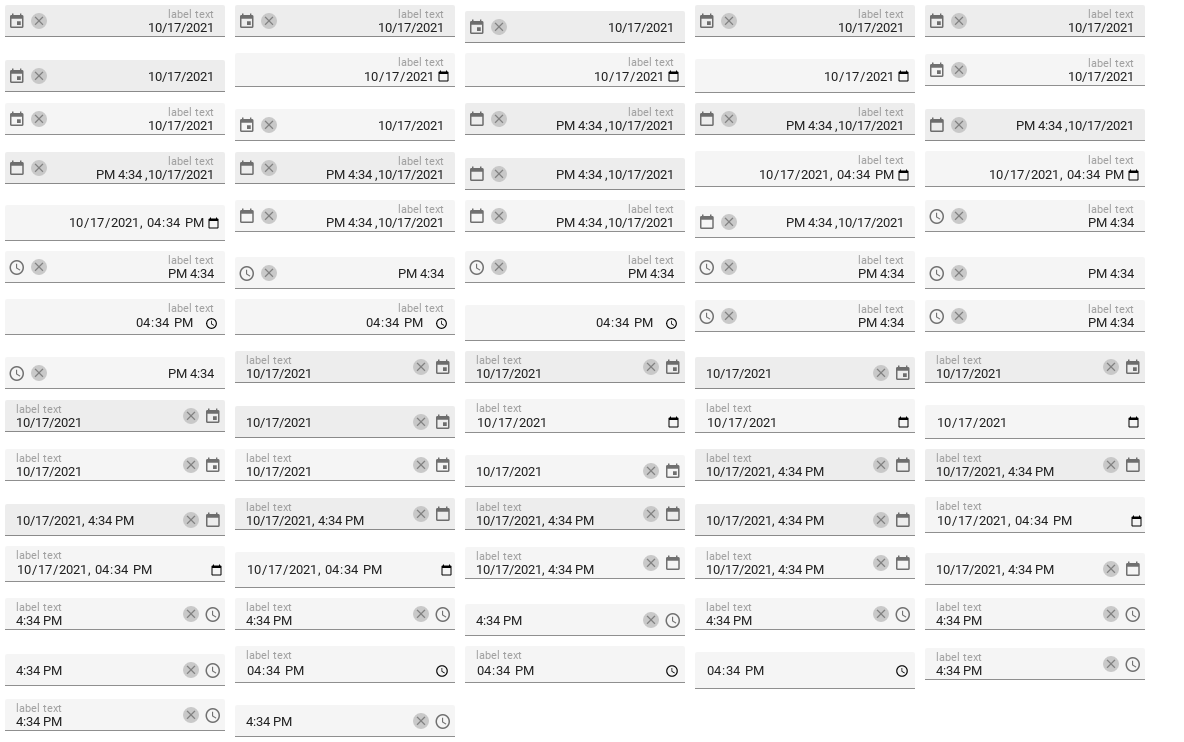 label text
10/17/2021
label text
10/17/2021
10/17/2021
label text
10/17/2021
label text
10/17/2021
10/17/2021
label text
10/17/2021
label text
10/17/2021
10/17/2021
label text
10/17/2021
label text
10/17/2021
10/17/2021
label text
PM 4:34 ,10/17/2021
label text
PM 4:34 ,10/17/2021
PM 4:34 ,10/17/2021
label text
PM 4:34 ,10/17/2021
label text
PM 4:34 ,10/17/2021
PM 4:34 ,10/17/2021
label text
10/17/2021, 04:34 PM
label text
10/17/2021, 04:34 PM
10/17/2021, 04:34 PM
label text
PM 4:34 ,10/17/2021
label text
PM 4:34 ,10/17/2021
PM 4:34 ,10/17/2021
label text
PM 4:34
label text
PM 4:34
PM 4:34
label text
PM 4:34
label text
PM 4:34
PM 4:34
label text
04:34 PM
label text
04:34 PM
04:34 PM
label text
PM 4:34
label text
PM 4:34
PM 4:34
label text
10/17/2021
label text
10/17/2021
10/17/2021
label text
10/17/2021
label text
10/17/2021
10/17/2021
label text
10/17/2021
label text
10/17/2021
10/17/2021
label text
10/17/2021
label text
10/17/2021
10/17/2021
label text
10/17/2021, 4:34 PM
label text
10/17/2021, 4:34 PM
10/17/2021, 4:34 PM
label text
10/17/2021, 4:34 PM
label text
10/17/2021, 4:34 PM
10/17/2021, 4:34 PM
label text
10/17/2021, 04:34 PM
label text
10/17/2021, 04:34 PM
10/17/2021, 04:34 PM
label text
10/17/2021, 4:34 PM
label text
10/17/2021, 4:34 PM
10/17/2021, 4:34 PM
label text
4:34 PM
label text
4:34 PM
4:34 PM
label text
4:34 PM
label text
4:34 PM
4:34 PM
label text
04:34 PM
label text
04:34 PM
04:34 PM
label text
4:34 PM
label text
4:34 PM
4:34 PM